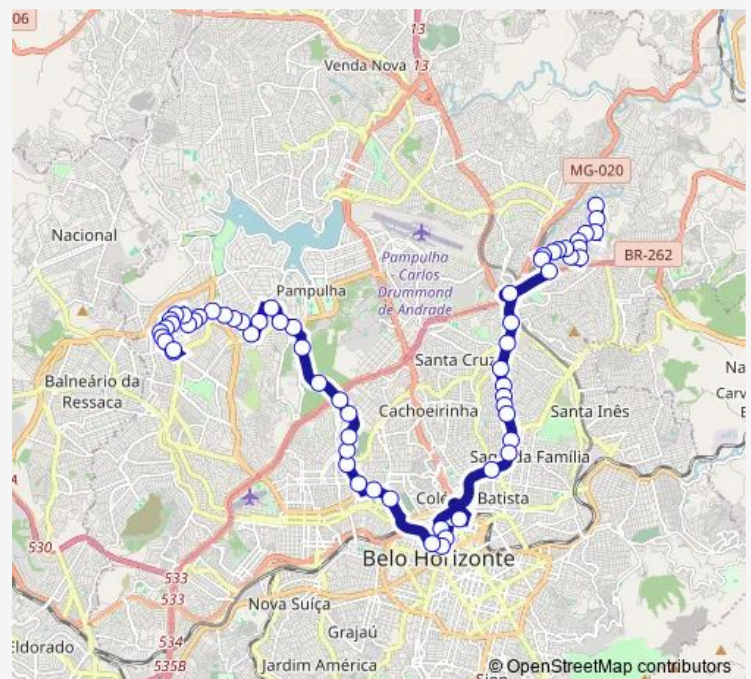 06
13
Venda Nova 13
MG-020
Nacional
Pampulha
- Carlos
Drummond
de Andrade
BR-262
Pampulha
Santa Cruz
Na
Balneário da
Ressaca
Cachoeirinha
Santa Inês
Carv
Família
Batista
530
533
Belo Horizonte
533
Nova Suíça
534
Eldorado
Grajaú
535B
Jardim América
© OpenStreetMap contributors